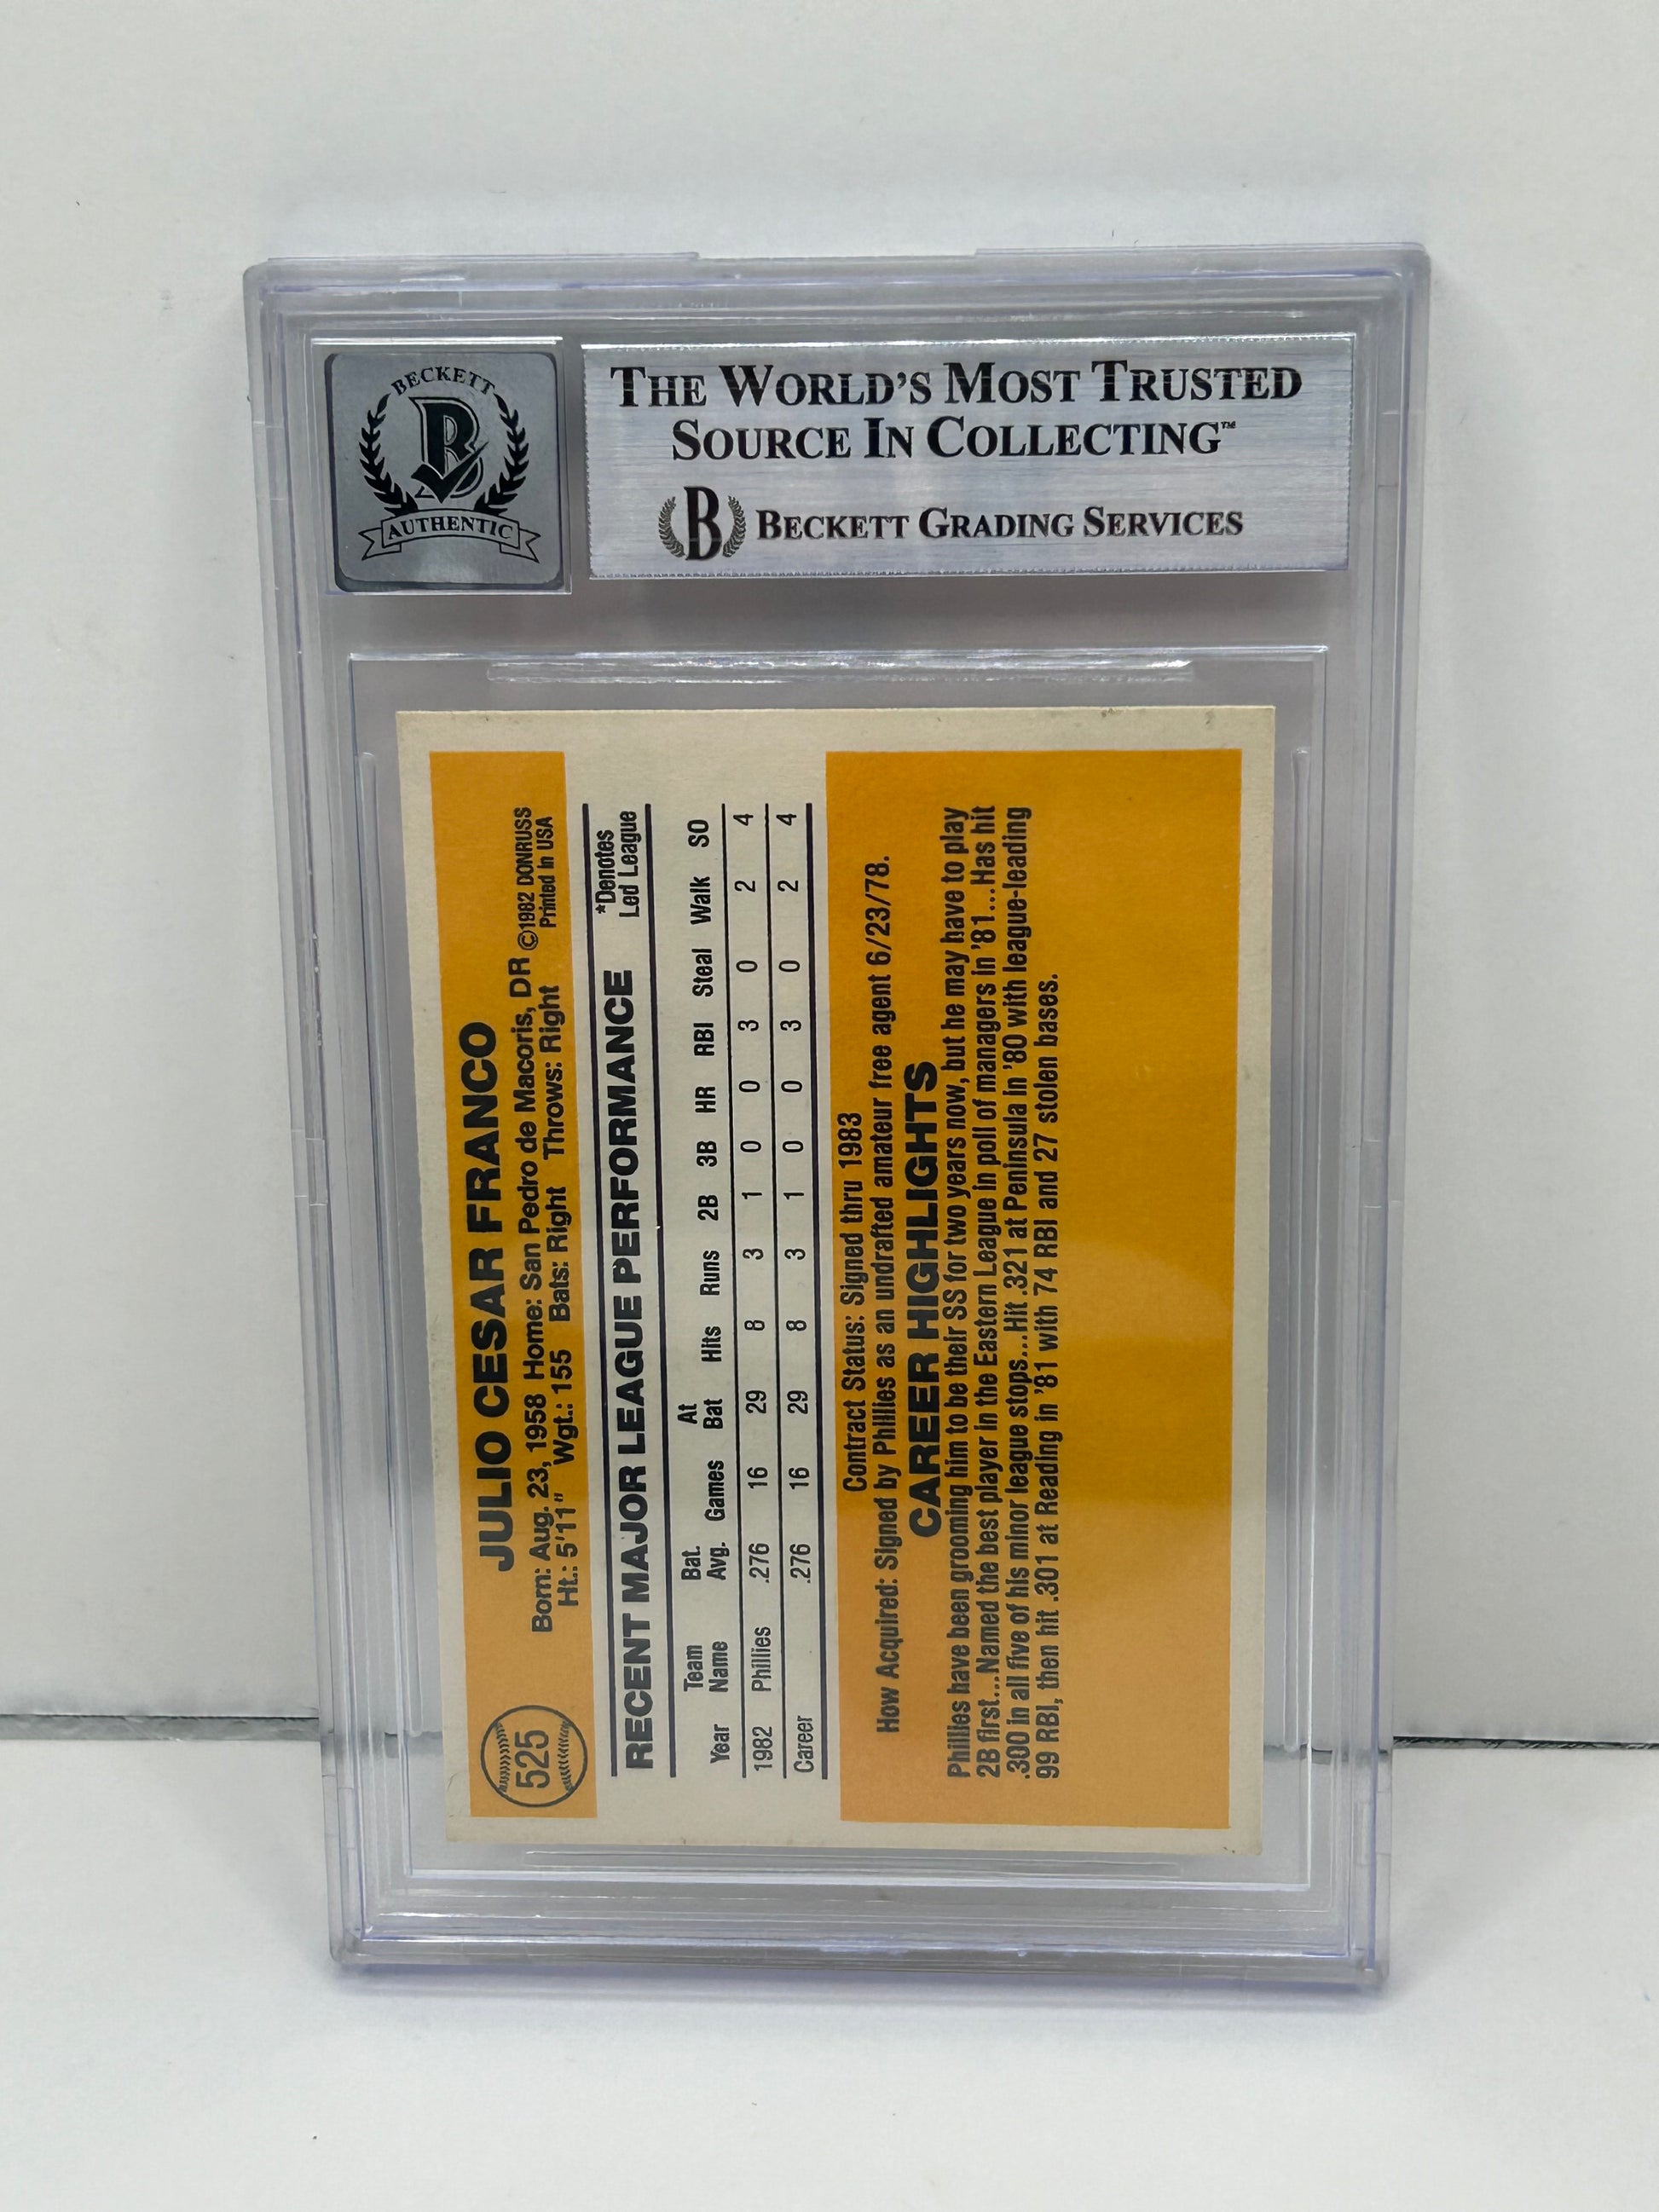 BECKETT
B
AUTHENTIC
THE WORLD'S MOST TRUSTED
SOURCE IN COLLECTING™
B BECKETT GRADING SERVICES
525
JULIO CESAR FRANCO
Born: Aug. 23, 1958 Home: San Pedro de Macoris, DR ©1982 DONRUSS
Ht.: 5'11" Wgt.: 155 Bats: Right Throws: Right Printed In USA
RECENT MAJOR LEAGUE PERFORMANCE *Denotes Led League
Year Team Name Bat. Avg. Games At Bat Hits Runs 2B 3B HR RBI Steal Walk SO
1982 Phillies .276 16 29 8 3 1 0 0 3 0 2 4
Career .276 16 29 8 3 1 0 0 3 0 2 4
Contract Status: Signed thru 1983
How Acquired: Signed by Phillies as an undrafted amateur free agent 6/23/78.
CAREER HIGHLIGHTS
Phillies have been grooming him to be their SS for two years now, but he may have to play
2B first...Named the best player in the Eastern League in poll of managers in '81...Has hit
.300 in all five of his minor league stops...Hit .321 at Peninsula in '80 with league-leading
99 RBI, then hit .301 at Reading in '81 with 74 RBI and 27 stolen bases.